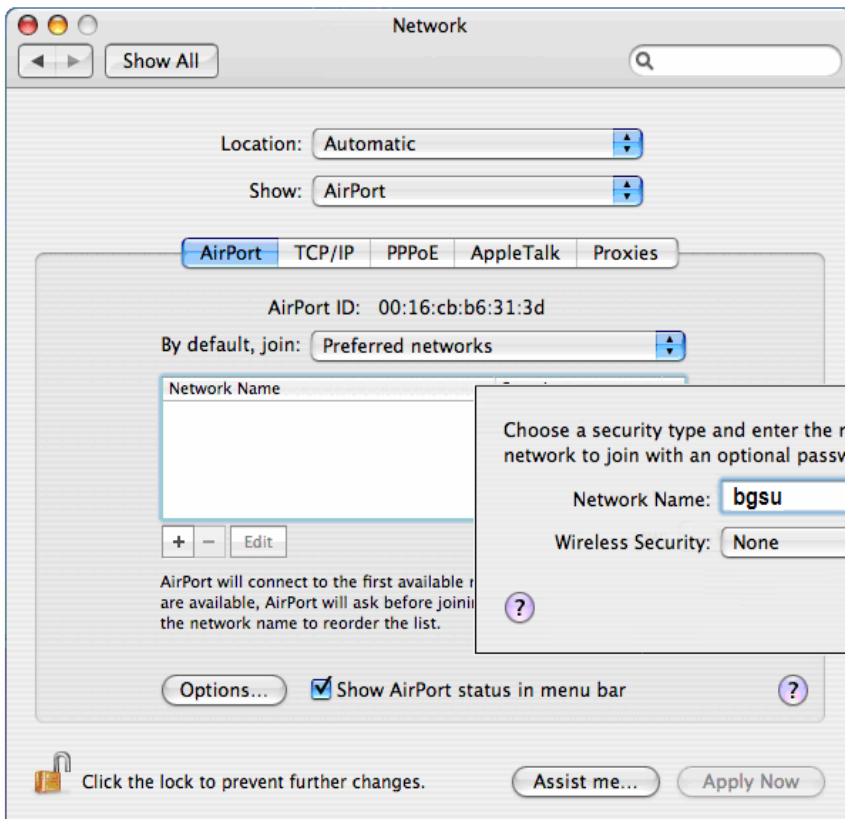 Network
Show All
Location: Automatic
Show: AirPort
AirPort TCP/IP PPPoE AppleTalk Proxies
AirPort ID: 00:16:cb:b6:31:3d
By default, join: Preferred networks
Network Name
Choose a security type and enter the
network to join with an optional
Network Name: bgsu
Wireless Security: None
+ − Edit
AirPort will connect to the first available
are available, AirPort will ask before
the network name to reorder the list.
?
Options... Show AirPort status in menu bar ?
Click the lock to prevent further changes. Assist me... Apply Now